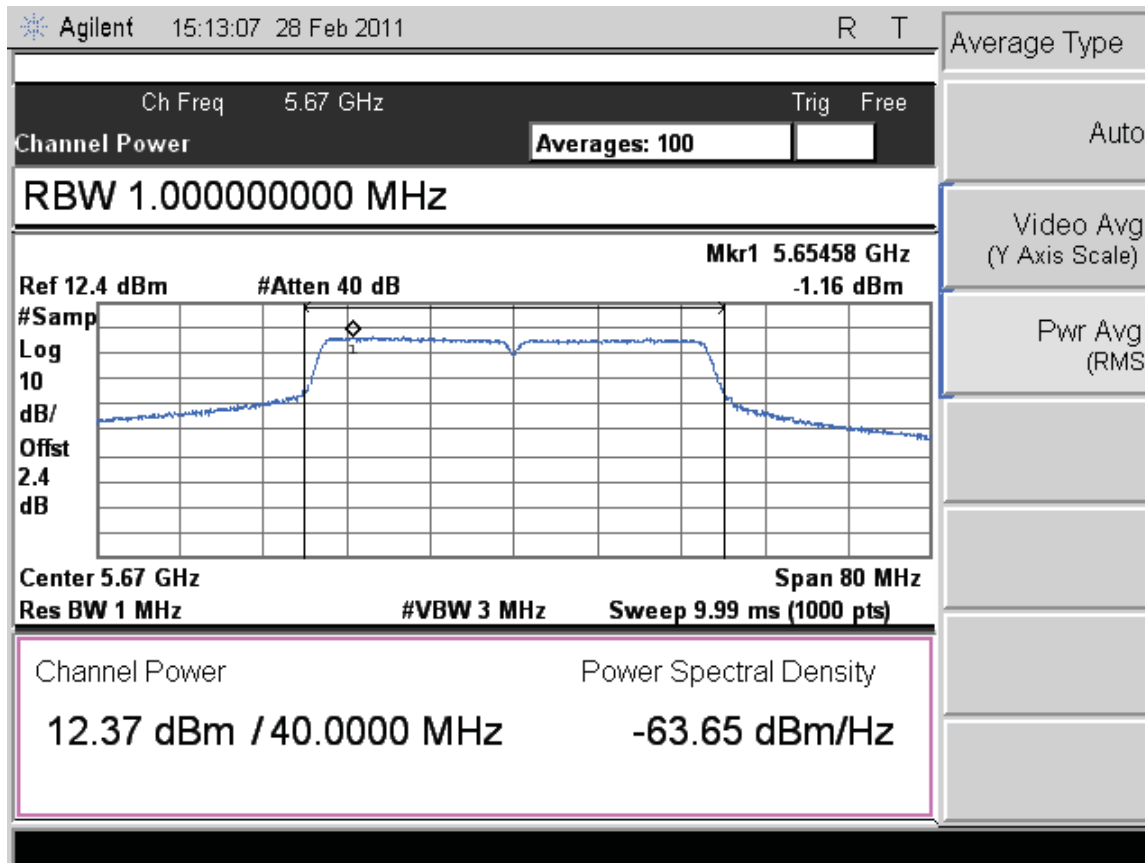 Agilent 15:13:07 28 Feb 2011 R T
Average Type
Ch Freq 5.67 GHz Trig Free
Channel Power Averages: 100
Auto
RBW 1.000000000 MHz
Video Avg
(Y Axis Scale)
Mkr1 5.65458 GHz
Ref 12.4 dBm #Atten 40 dB -1.16 dBm
#Samp
Log
10
dB/
Offst
2.4
dB
1
Pwr Avg
(RMS
Center 5.67 GHz Span 80 MHz
Res BW 1 MHz #VBW 3 MHz Sweep 9.99 ms (1000 pts)
Channel Power Power Spectral Density
12.37 dBm / 40.0000 MHz -63.65 dBm/Hz